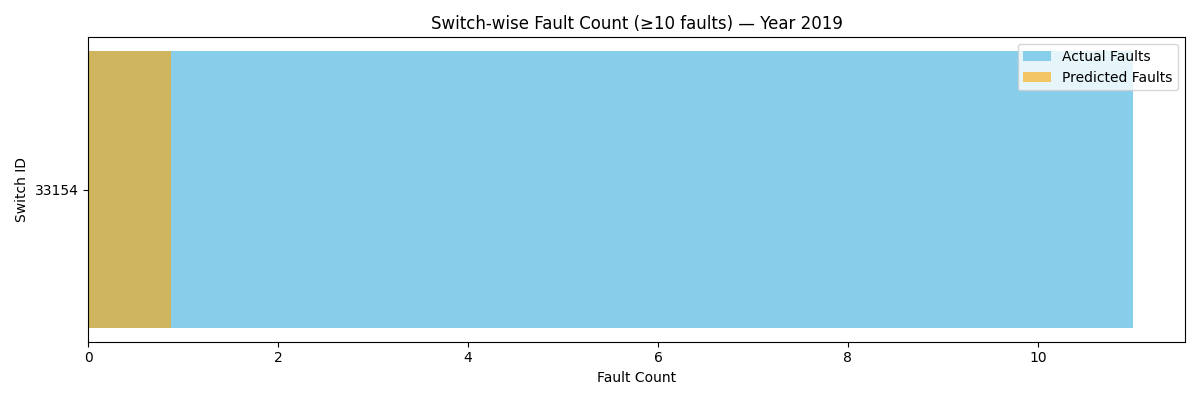 Switch-wise Fault Count (≥10 faults) — Year 2019
Actual Faults
Predicted Faults
Switch ID
33154
0 2 4 6 8 10
Fault Count